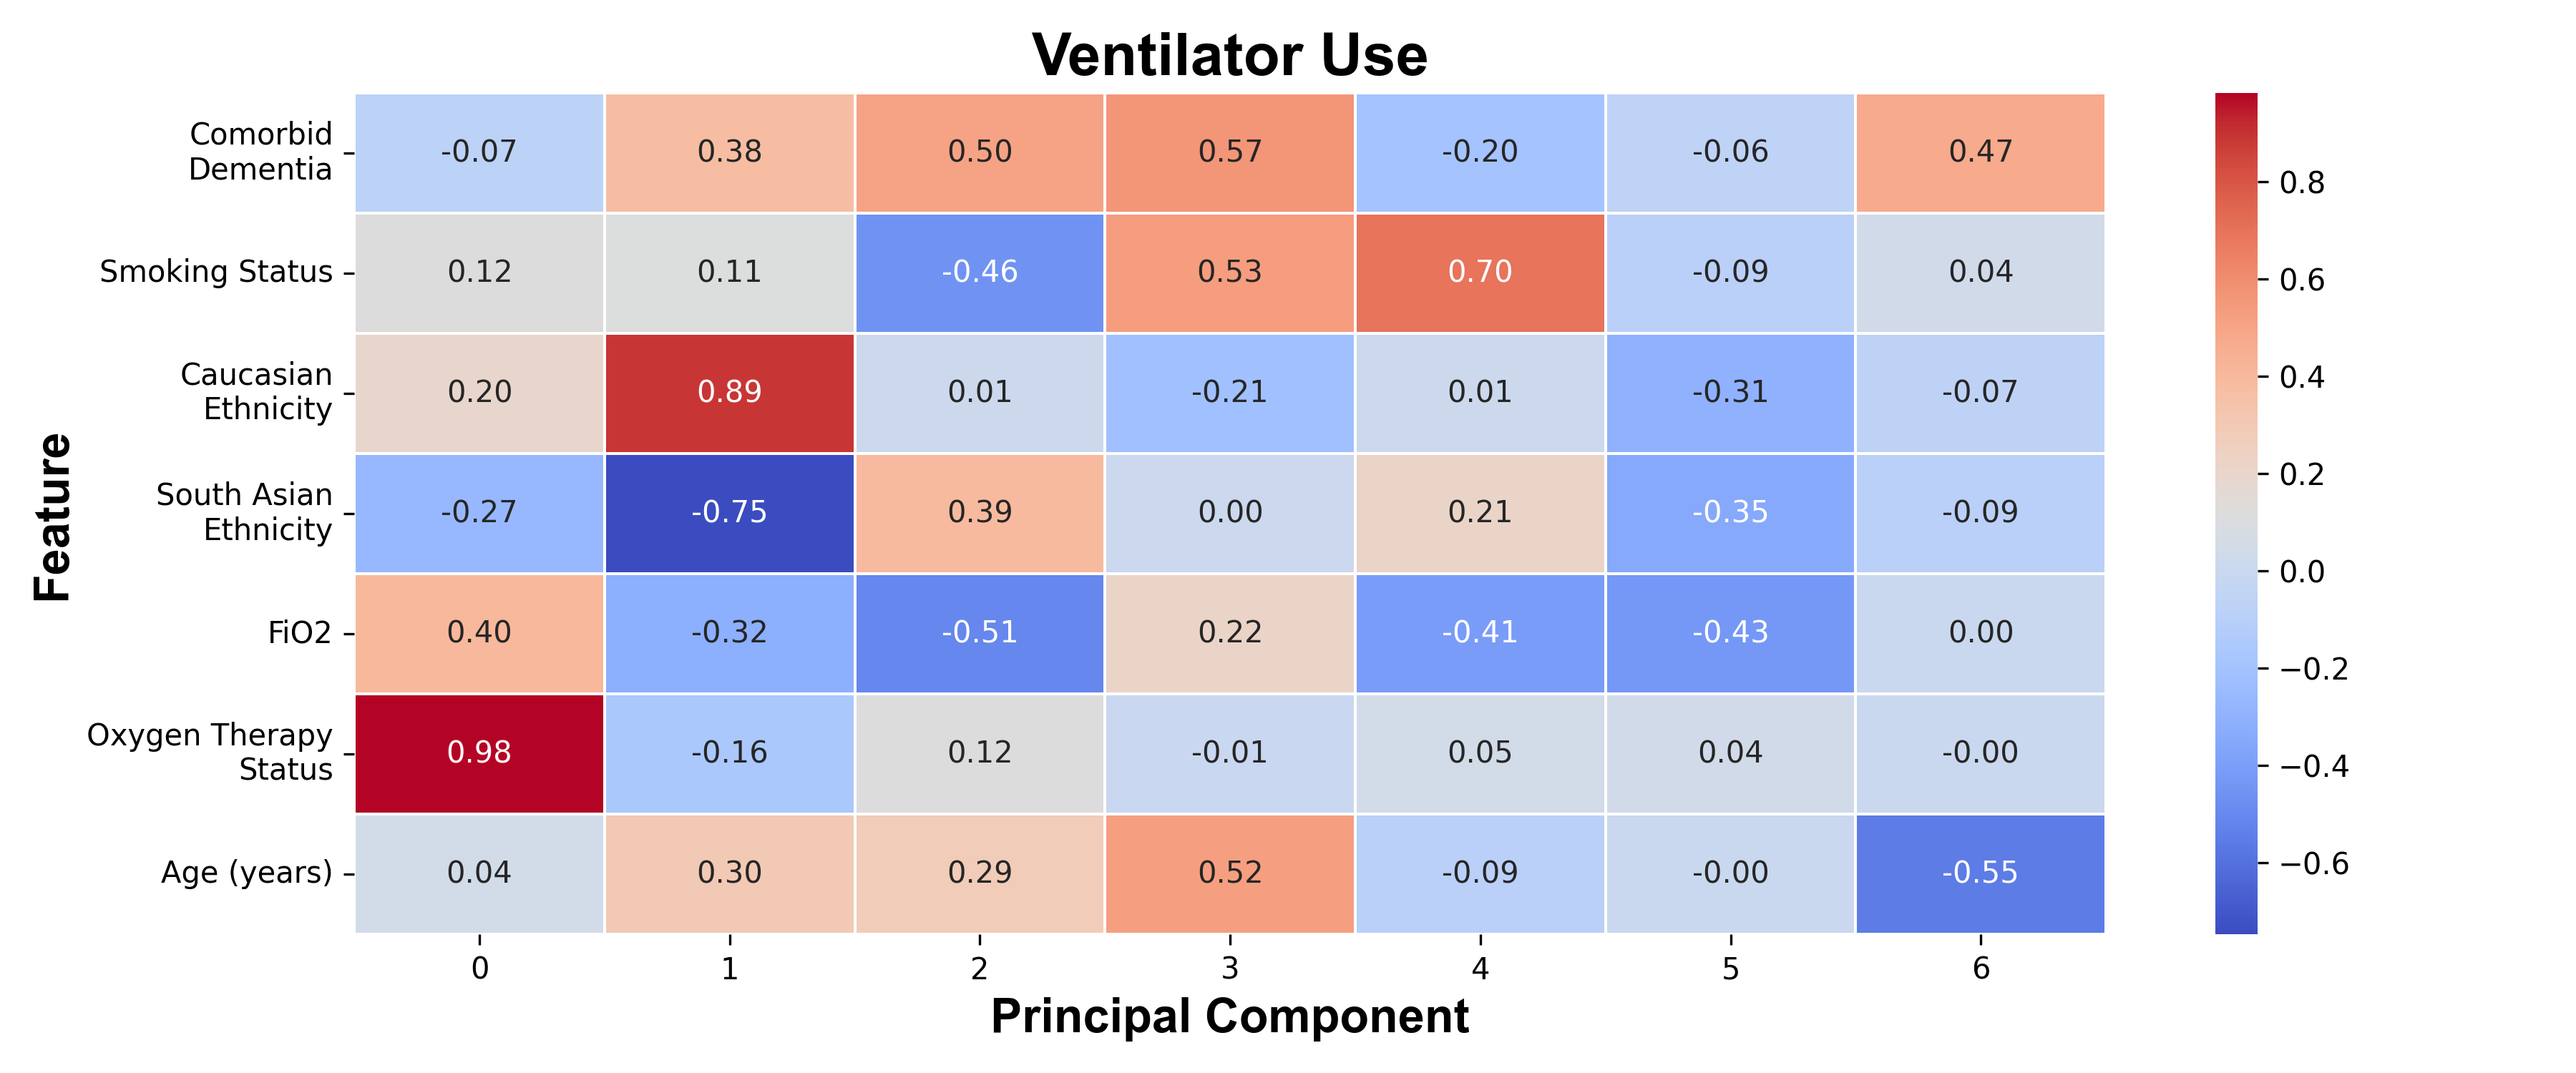 Ventilator Use
Feature
Comorbid
Dementia
-0.07 0.38 0.50 0.57 -0.20 -0.06 0.47
Smoking Status
0.12 0.11 -0.46 0.53 0.70 -0.09 0.04
Caucasian
Ethnicity
0.20 0.89 0.01 -0.21 0.01 -0.31 -0.07
South Asian
Ethnicity
-0.27 -0.75 0.39 0.00 0.21 -0.35 -0.09
FiO2
0.40 -0.32 -0.51 0.22 -0.41 -0.43 0.00
Oxygen Therapy
Status
0.98 -0.16 0.12 -0.01 0.05 0.04 -0.00
Age (years)
0.04 0.30 0.29 0.52 -0.09 -0.00 -0.55
0 1 2 3 4 5 6
Principal Component
0.8
0.6
0.4
0.2
0.0
−0.2
−0.4
−0.6